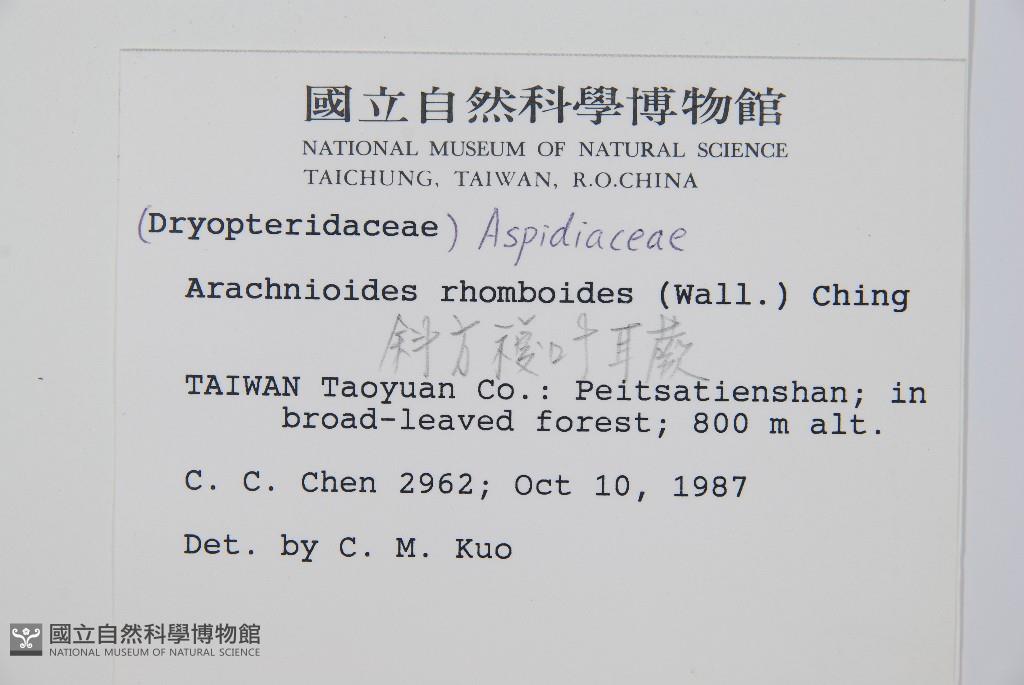 國立自然科學博物館
NATIONAL MUSEUM OF NATURAL SCIENCE
TAICHUNG, TAIWAN, R.O.CHINA
(Dryopteridaceae) Aspidiaceae
Arachnioides rhomboides (Wall.) Ching
斜方複叶耳蕨
TAIWAN Taoyuan Co.: Peitsatienshan; in
broad-leaved forest; 800 m alt.
C. C. Chen 2962; Oct 10, 1987
Det. by C. M. Kuo
國立自然科學博物館
NATIONAL MUSEUM OF NATURAL SCIENCE